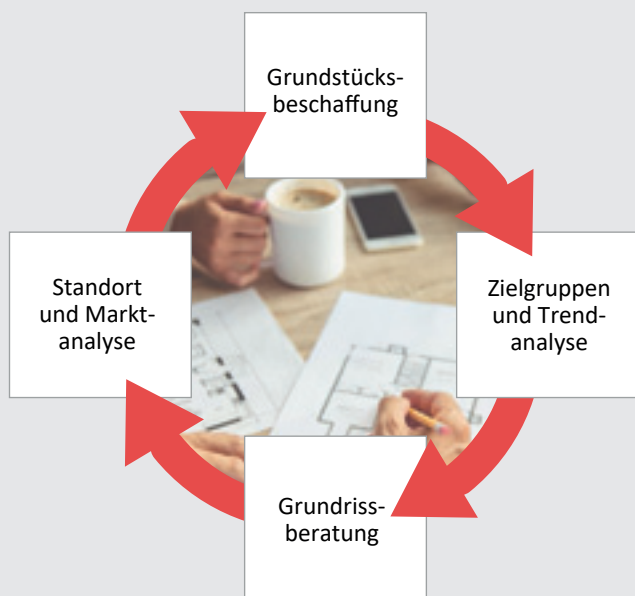 Grundstücks-
beschaffung
Zielgruppen
und Trend-
analyse
Grundriss-
beratung
Standort
und Markt-
analyse